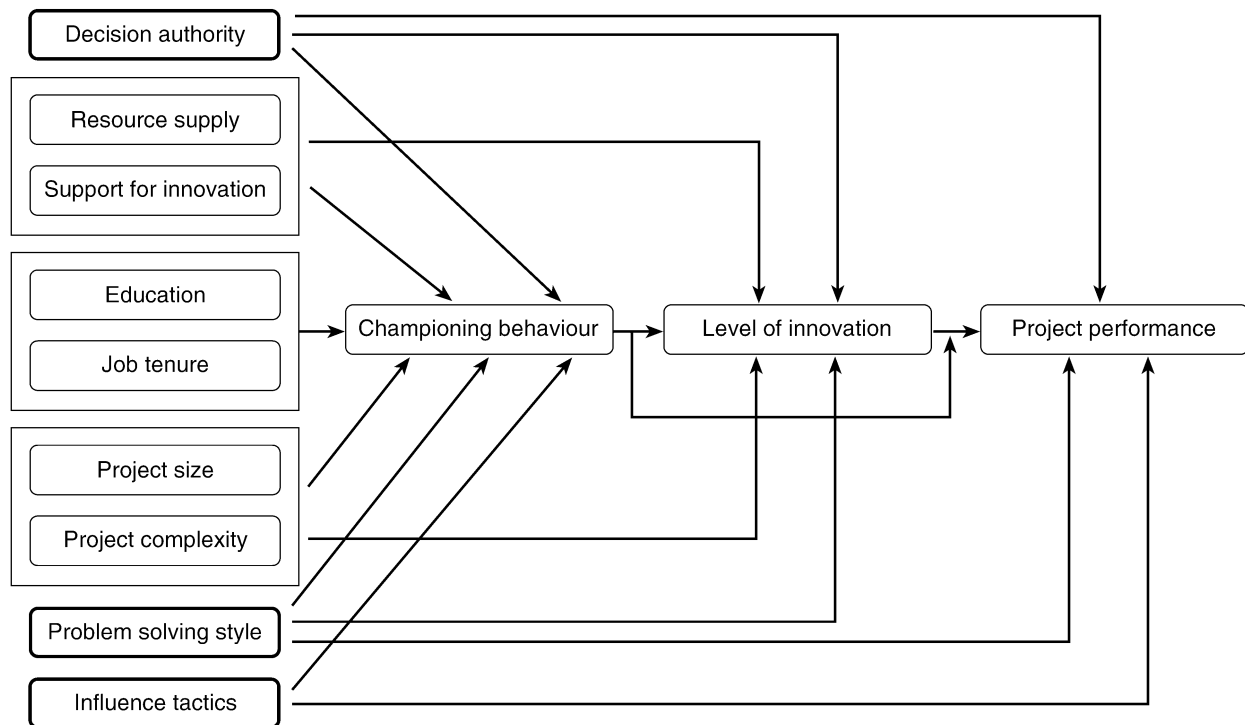 Decision authority
Resource supply
Support for innovation
Education
Job tenure
Championing behaviour
Level of innovation
Project performance
Project size
Project complexity
Problem solving style
Influence tactics